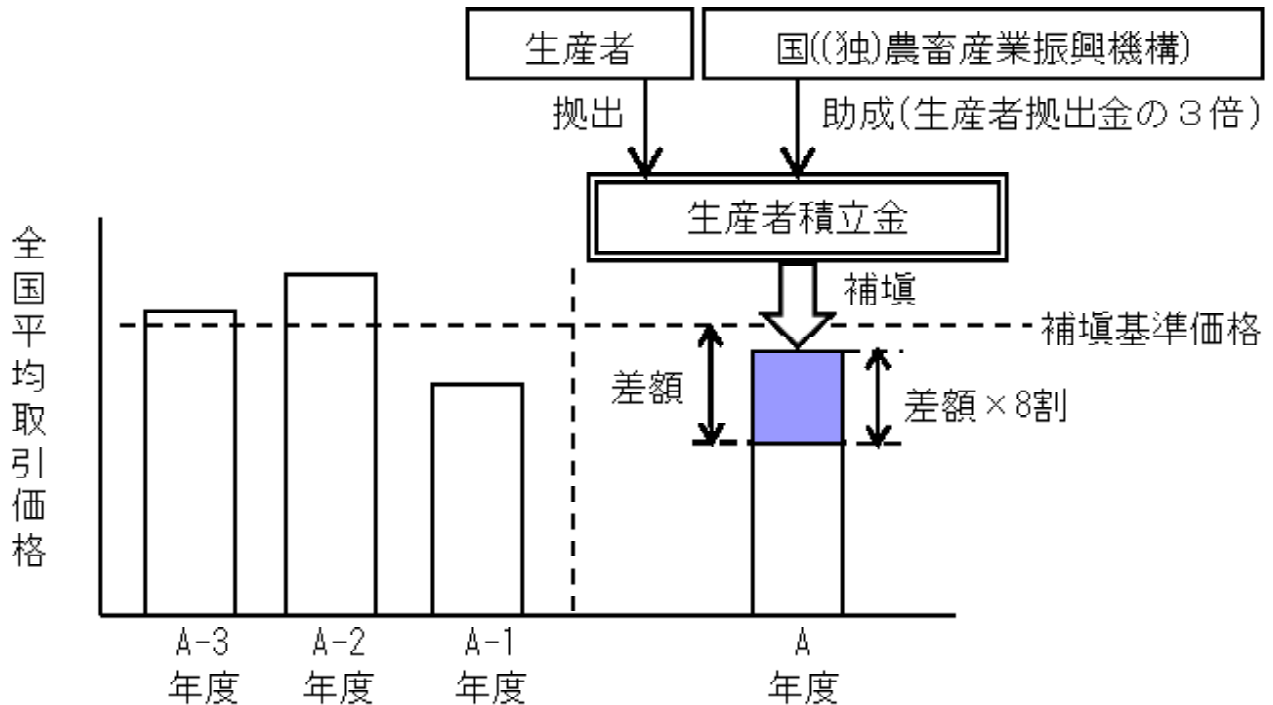 生産者
国((独)農畜産業振興機構)
拠出
助成(生産者拠出金の３倍)
生産者積立金
全国平均取引価格
補塡
補塡基準価格
差額
差額×8割
A-3
年度
A-2
年度
A-1
年度
A
年度